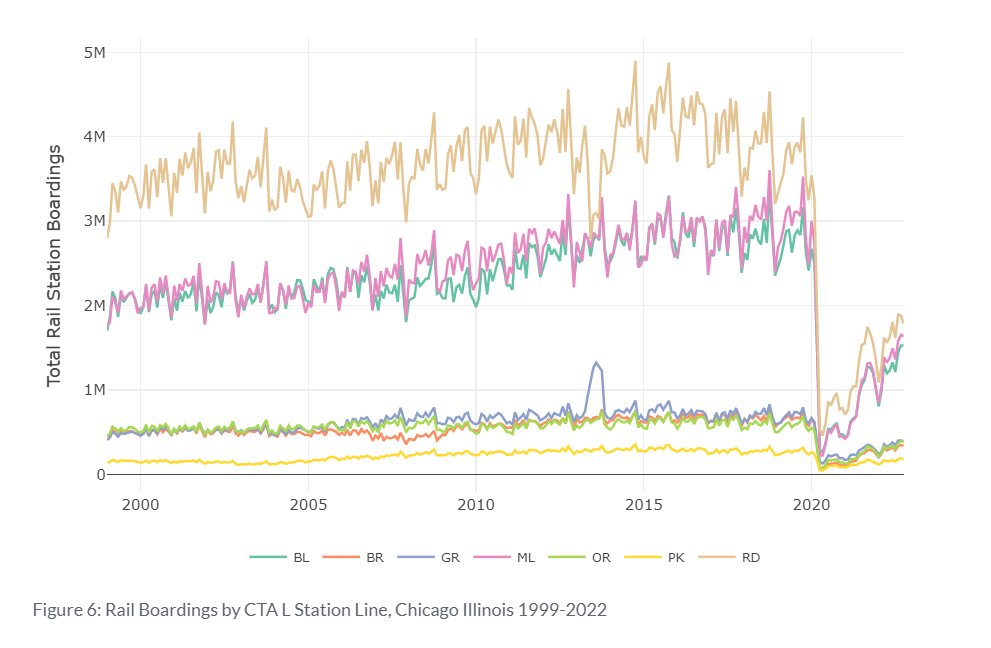 5M
4M
3M
2M
1M
0
Total Rail Station Boardings
2000 2005 2010 2015 2020
BL BR GR ML OR PK RD
Figure 6: Rail Boardings by CTA L Station Line, Chicago Illinois 1999-2022